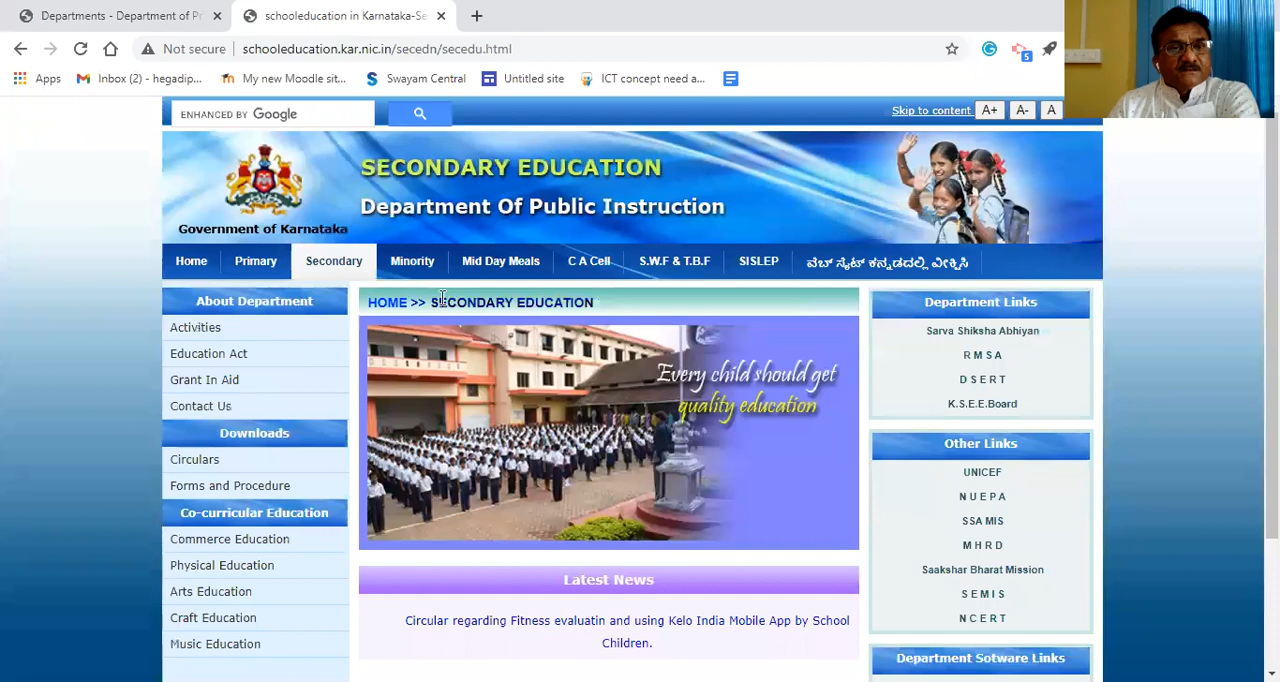 Departments - Department of Pr
schooleducation in Karnataka-Se
Not secure
schooleducation.kar.nic.in/secedn/secedu.html
5
Apps
Inbox (2) - hegadip...
My new Moodle sit...
Swayam Central
Untitled site
ICT concept need a...
ENHANCED BY Google
Skip to content
A+
A-
A
SECONDARY EDUCATION
Department Of Public Instruction
Government of Karnataka
Home
Primary
Secondary
Minority
Mid Day Meals
C A Cell
S.W.F & T.B.F
SISLEP
ವೆಬ್ ಸೈಟ್ ಕನ್ನಡದಲ್ಲಿ ವೀಕ್ಷಿಸಿ
About Department
Activities
Education Act
Grant In Aid
Contact Us
Downloads
Circulars
Forms and Procedure
Co-curricular Education
Commerce Education
Physical Education
Arts Education
Craft Education
Music Education
HOME >> SECONDARY EDUCATION
Every child should get
quality education
Latest News
Circular regarding Fitness evaluatin and using Kelo India Mobile App by School
Children.
Department Links
Sarva Shiksha Abhiyan
R M S A
D S E R T
K.S.E.E.Board
Other Links
UNICEF
N U E P A
SSA MIS
M H R D
Saakshar Bharat Mission
S E M I S
N C E R T
Department Sotware Links